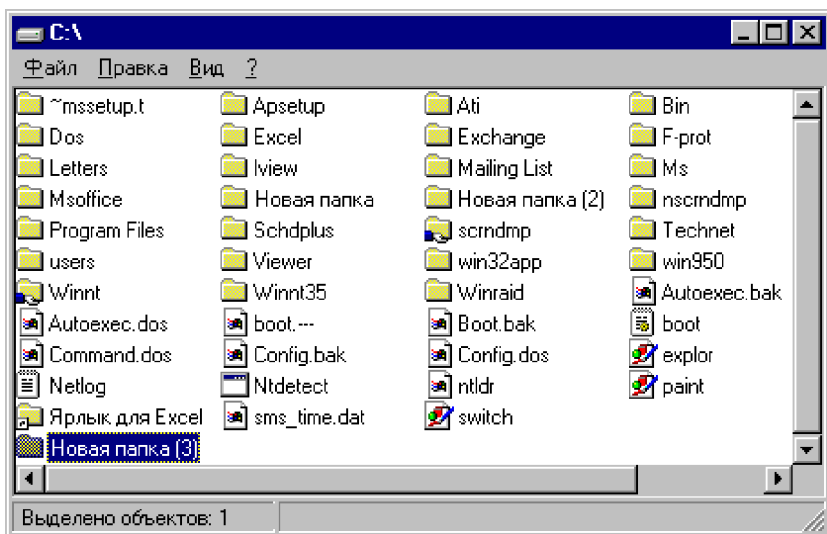 C:\
Файл Правка Вид ?
~mssetup.t Apsetup Ati Bin
Dos Excel Exchange F-prot
Letters Iview Mailing List Ms
Msoffice Новая папка Новая папка (2) nscrndmp
Program Files Schdplus scrndmp Technet
users Viewer win32app win950
Winnt Winnt35 Winraid Autoexec.bak
Autoexec.dos boot.--- Boot.bak boot
Command.dos Config.bak Config.dos explor
Netlog Ntdetect ntldr paint
Ярлык для Excel sms_time.dat switch
Новая папка (3)
Выделено объектов: 1